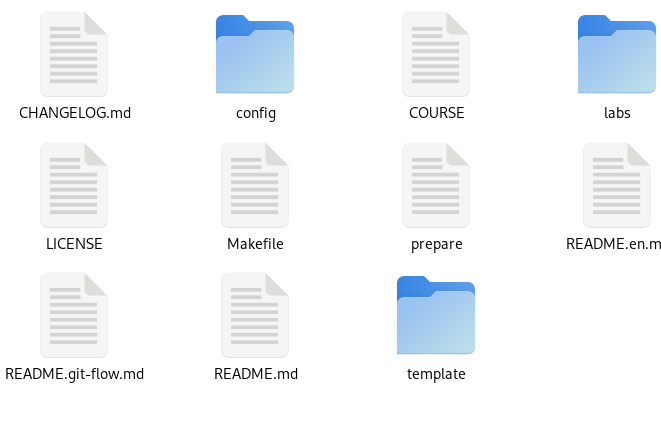 CHANGELOG.md
config
COURSE
labs
LICENSE
Makefile
prepare
README.en.m
README.git-flow.md
README.md
template